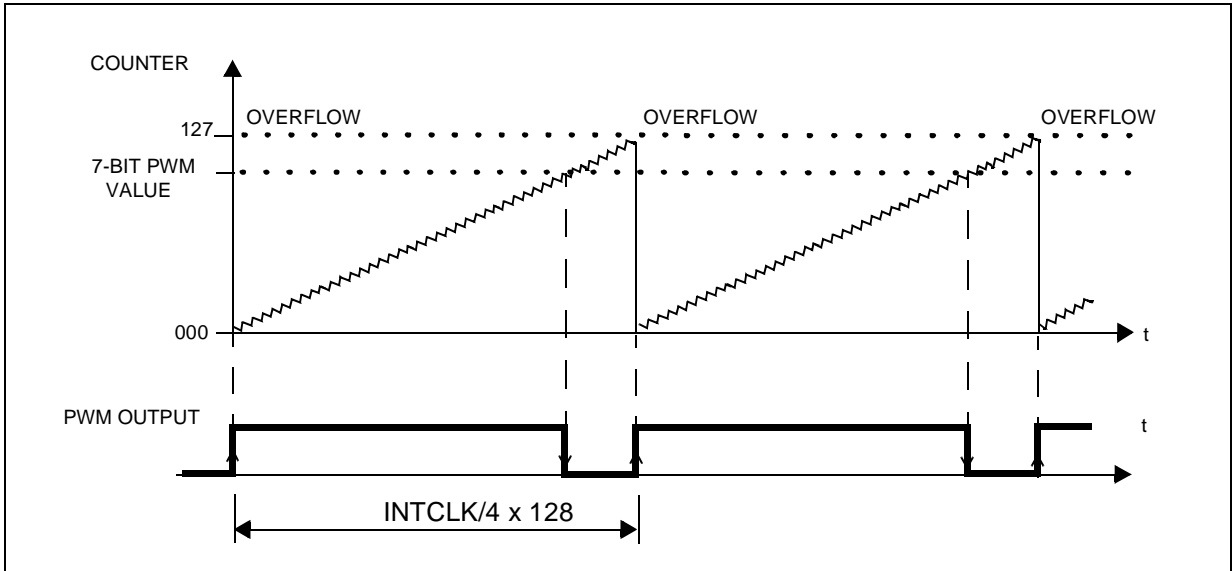 COUNTER
OVERFLOW OVERFLOW OVERFLOW
127
7-BIT PWM
VALUE
000
t
PWM OUTPUT
t
INTCLK/4 x 128